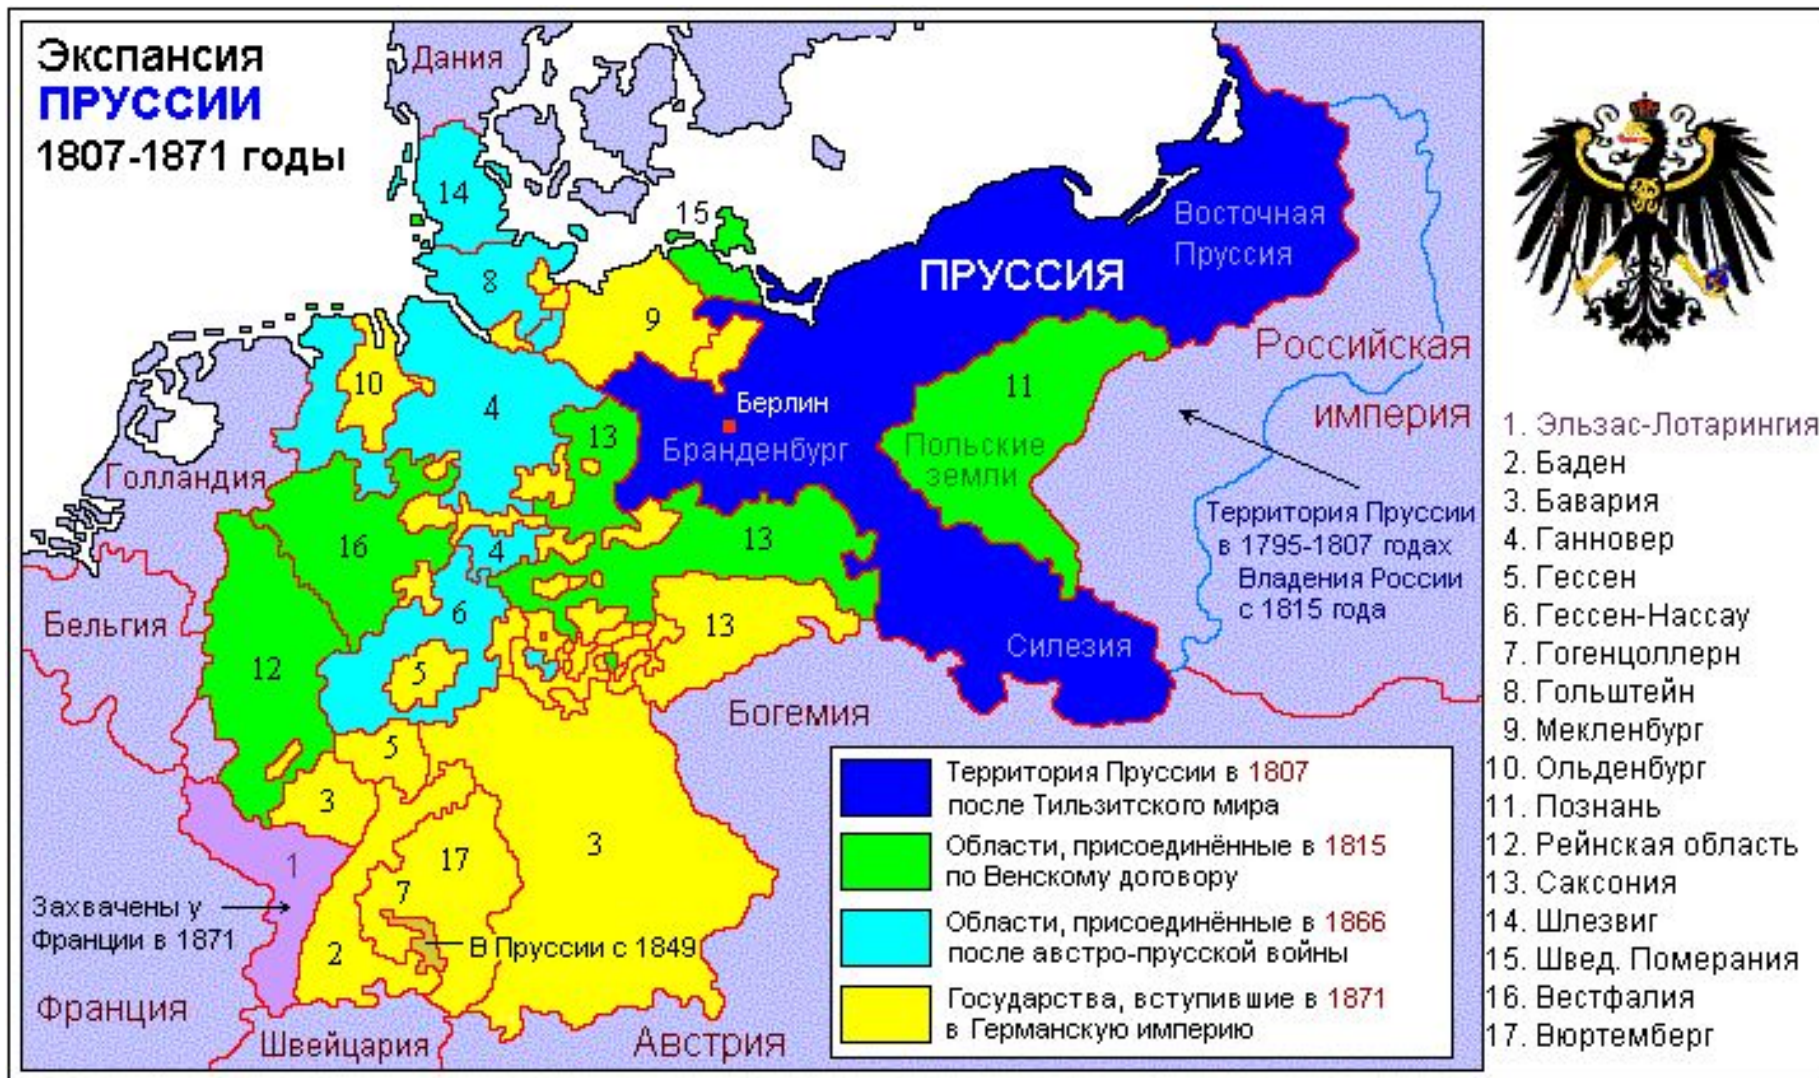 Экспансия
ПРУССИИ
1807-1871 годы
Дания
14
15
8
9
10
4
13
Голландия
16
4
13
Бельгия
12
6
5
13
5
3
1
17
7
3
2
Берлин
Бранденбург
ПРУССИЯ
Восточная
Пруссия
Российская
империя
11
Польские
земли
Территория Пруссии
в 1795-1807 годах
Владения России
с 1815 года
Силезия
Богемия
Захвачены у
Франции в 1871
В Пруссии с 1849
Франция
Швейцария
Австрия
Территория Пруссии в 1807
после Тильзитского мира
Области, присоединённые в 1815
по Венскому договору
Области, присоединённые в 1866
после австро-прусской войны
Государства, вступившие в 1871
в Германскую империю
1. Эльзас-Лотарингия
2. Баден
3. Бавария
4. Ганновер
5. Гессен
6. Гессен-Нассау
7. Гогенцоллерн
8. Гольштейн
9. Мекленбург
10. Ольденбург
11. Познань
12. Рейнская область
13. Саксония
14. Шлезвиг
15. Швед. Померания
16. Вестфалия
17. Вюртемберг